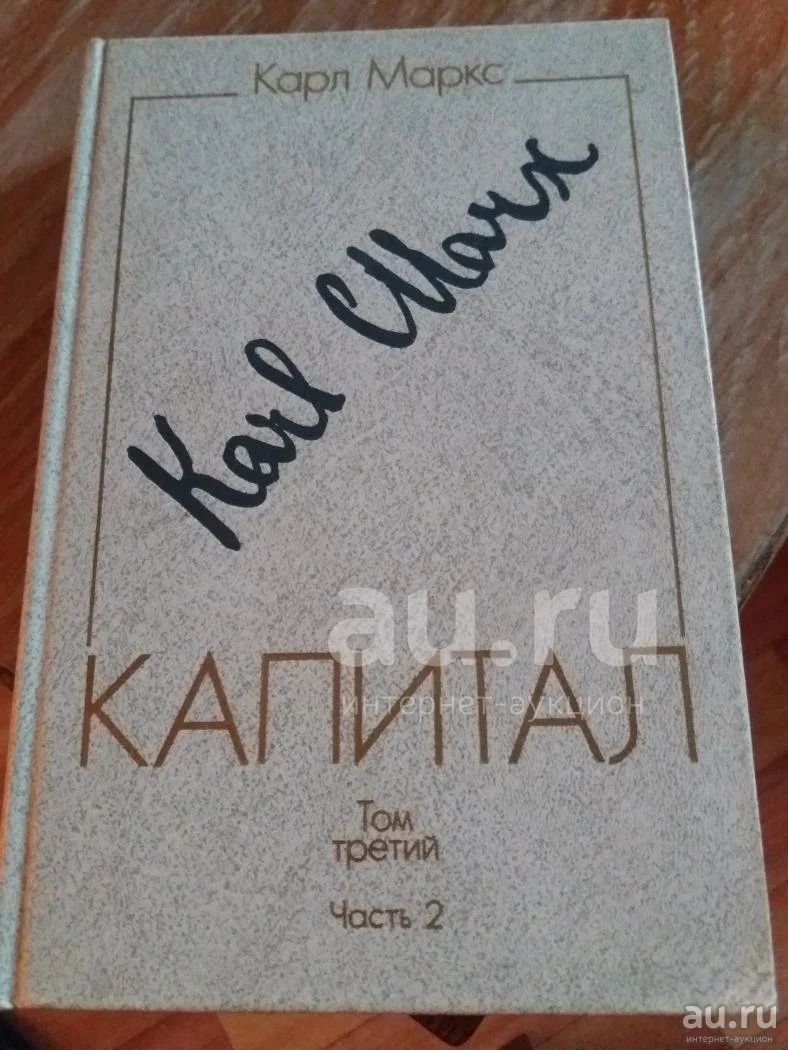 Карл Маркс
Karl Marx
au.ru
интернет-аукцион
КАПИТАЛ
Том
третий
Часть 2
au.ru
интернет-аукцион